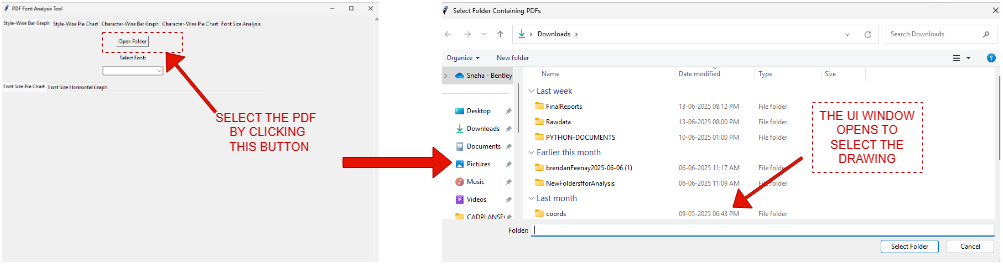 PDF Font Analysis Tool
Style-Wise Bar Graph Style-Wise Pie Chart Character-Wise Bar Graph Character-Wise Pie Chart Font Size Analysis
Open Folder
Select Font:
Font Size Pie Chart Font Size Horizontal Graph
SELECT THE PDF
BY CLICKING
THIS BUTTON
Select Folder Containing PDFs
Downloads
Search Downloads
Organize New folder
Sneha - Bentley
Desktop
Downloads
Documents
Pictures
Music
Videos
CADPLANSF
Name Date modified Type Size
Last week
FinalReports 13-06-2025 08:12 PM File folder
Rawdata 13-06-2025 08:00 PM File folder
PYTHON-DOCUMENTS 10-06-2025 01:00 PM File folder
Earlier this month
brendanFeenay2025-06-06 (1) 06-06-2025 11:17 AM File folder
NewFoldersfforAnalysis 06-06-2025 11:09 AM File folder
Last month
coords 09-05-2025 06:43 PM File folder
THE UI WINDOW
OPENS TO
SELECT THE
DRAWING
Folder:
Select Folder Cancel